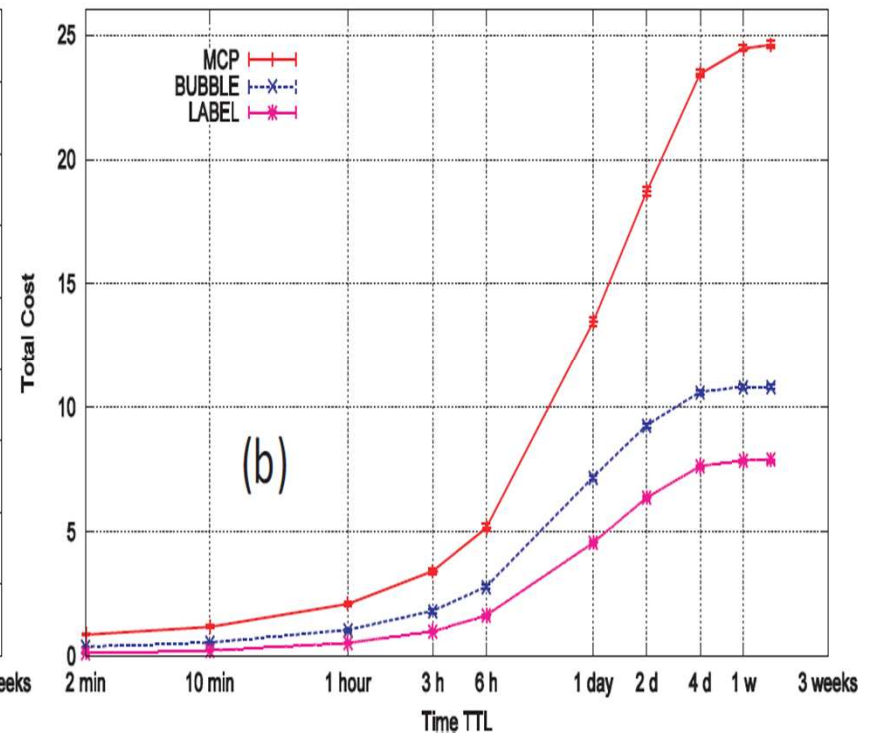 25
20
15
10
5
0
Total Cost
MCP
BUBBLE
LABEL
(b)
eeks
2 min 10 min 1 hour 3 h 6 h 1 day 2 d 4 d 1 w 3 weeks
Time TTL